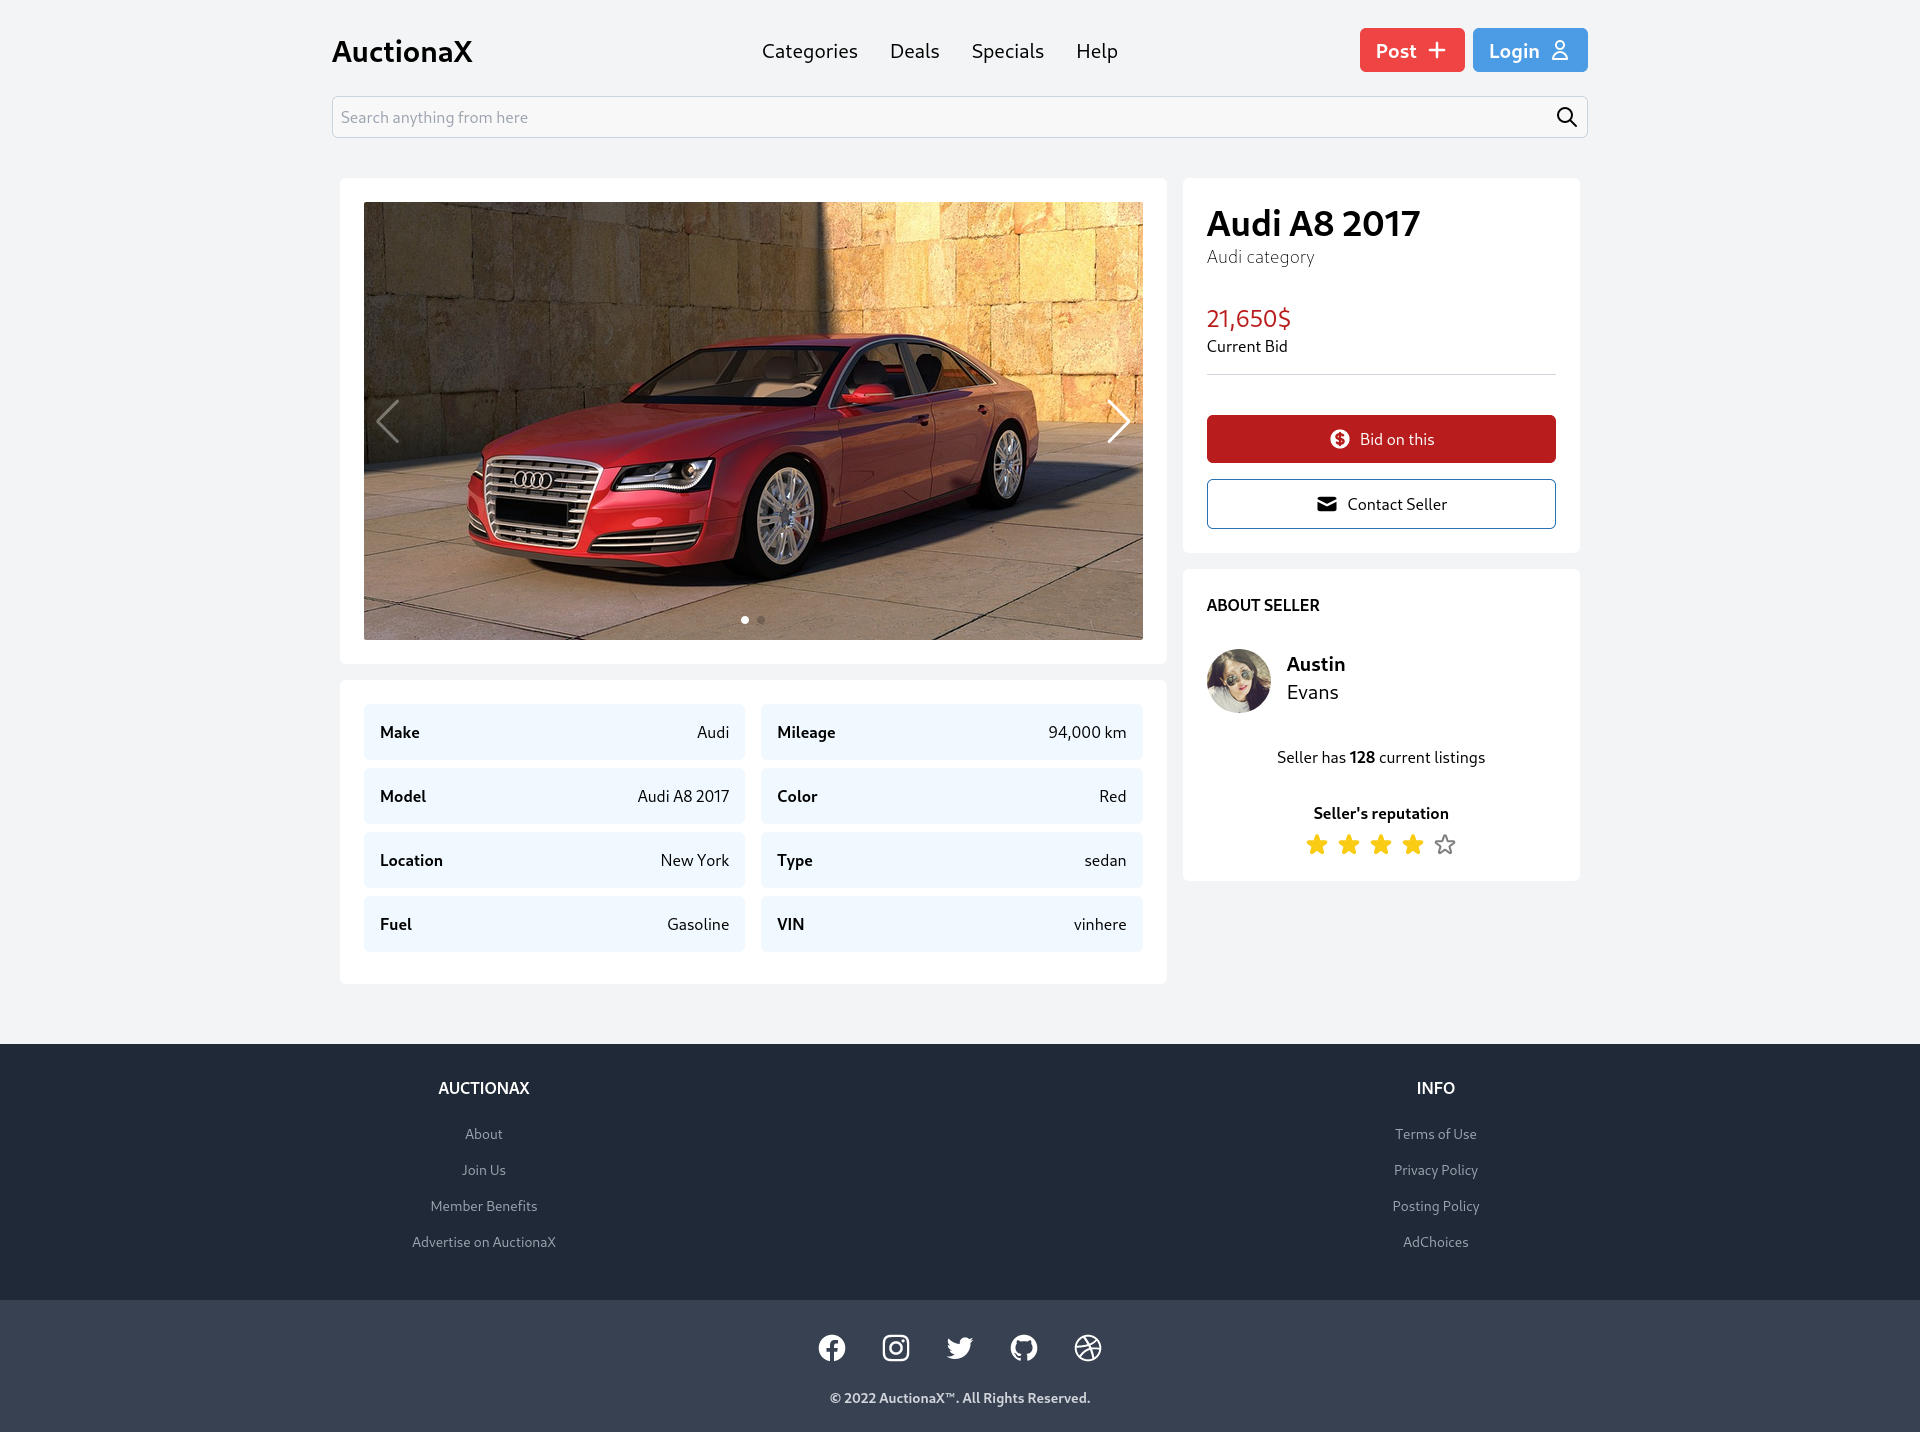 AuctionaX
Categories Deals Specials Help
Post
Login
Search anything from here
Audi A8 2017
Audi category
21,650$
Current Bid
Bid on this
Contact Seller
ABOUT SELLER
Austin
Evans
Seller has 128 current listings
Seller's reputation
Make Audi
Mileage 94,000 km
Model Audi A8 2017
Color Red
Location New York
Type sedan
Fuel Gasoline
VIN vinhere
AUCTIONAX
About
Join Us
Member Benefits
Advertise on AuctionaX
INFO
Terms of Use
Privacy Policy
Posting Policy
AdChoices
© 2022 AuctionaX™. All Rights Reserved.